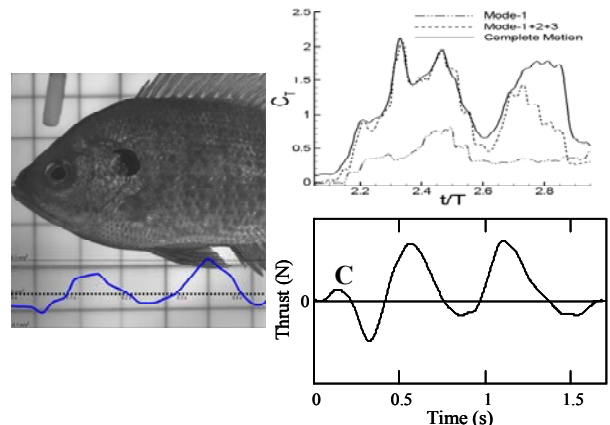 2.5
Mode-1
Mode-1+2+3
Complete Motion
2
1.5
C_T
1
0.5
0
2.2 2.4 2.6 2.8
t/T
C
Thrust (N)
0
0 0.5 1 1.5
Time (s)